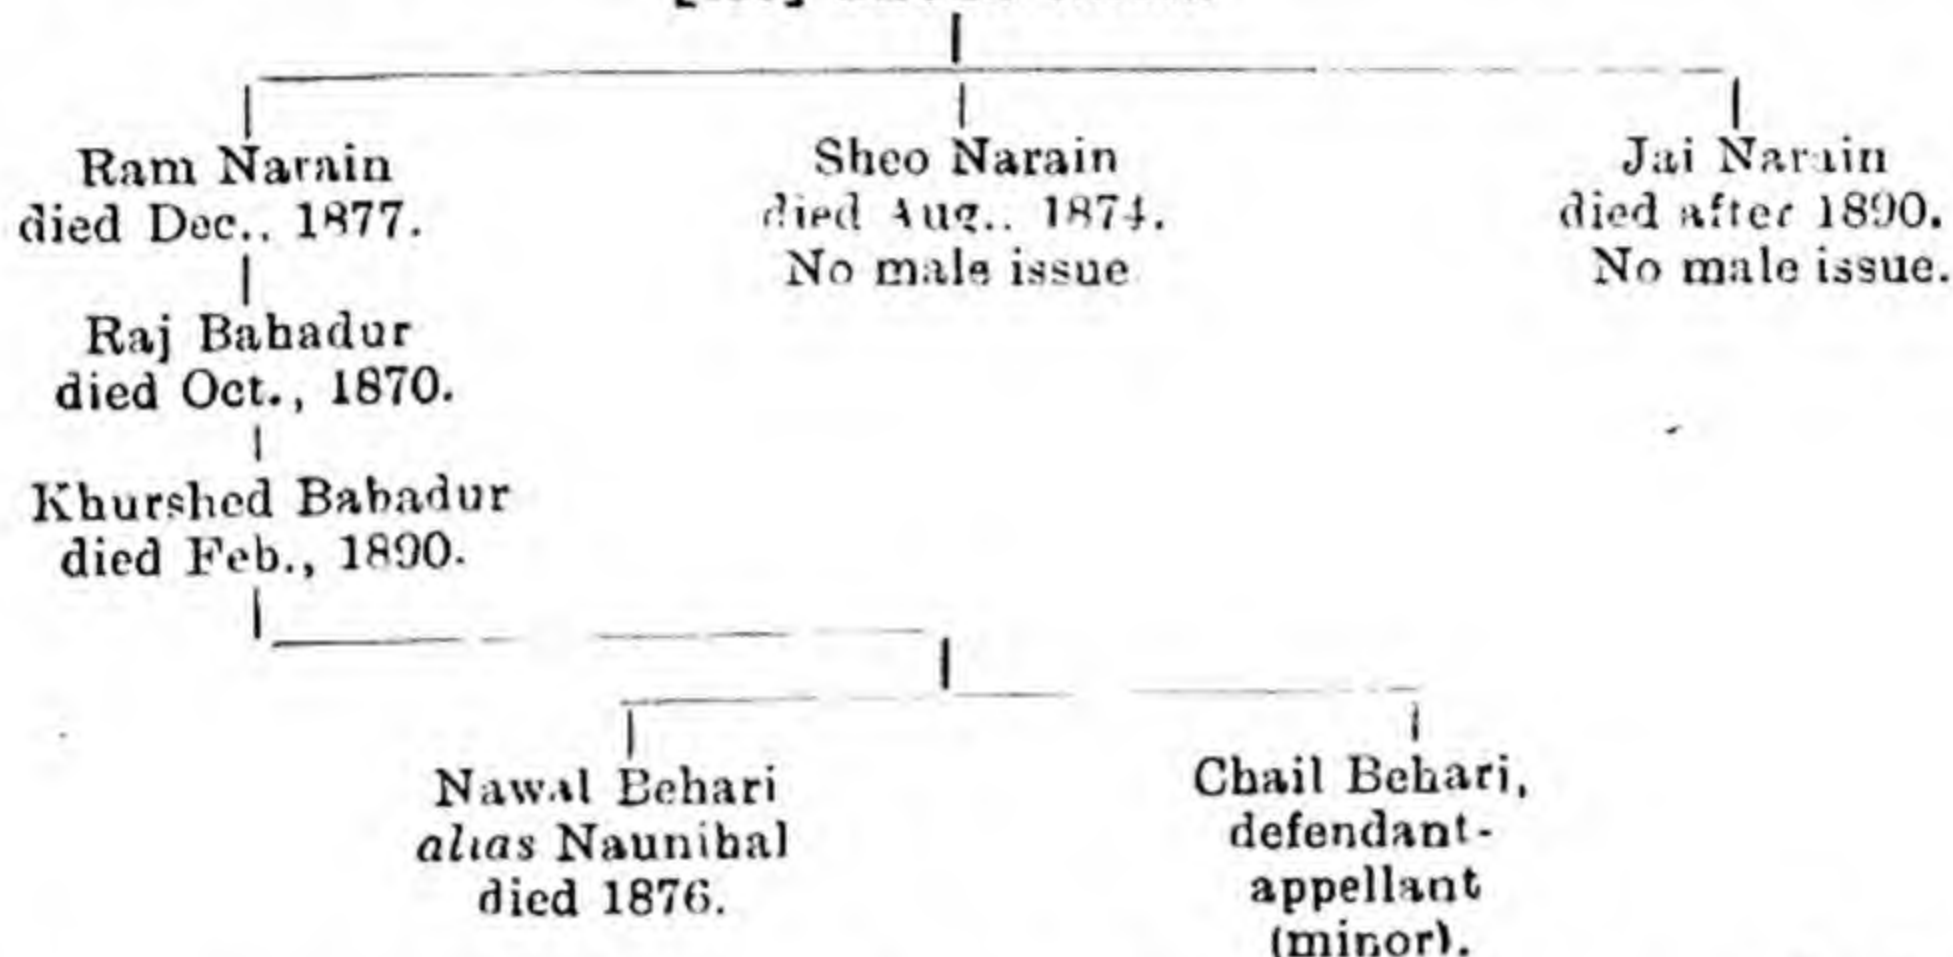 Ram Narain
died Dec., 1877.
Sheo Narain
died Aug., 1874.
No male issue
Jai Narain
died after 1890.
No male issue.
Raj Bahadur
died Oct., 1870.
Khurshed Bahadur
died Feb., 1890.
Nawal Behari
alias Naunihal
died 1876.
Chail Behari,
defendant-
appellant
(minor).